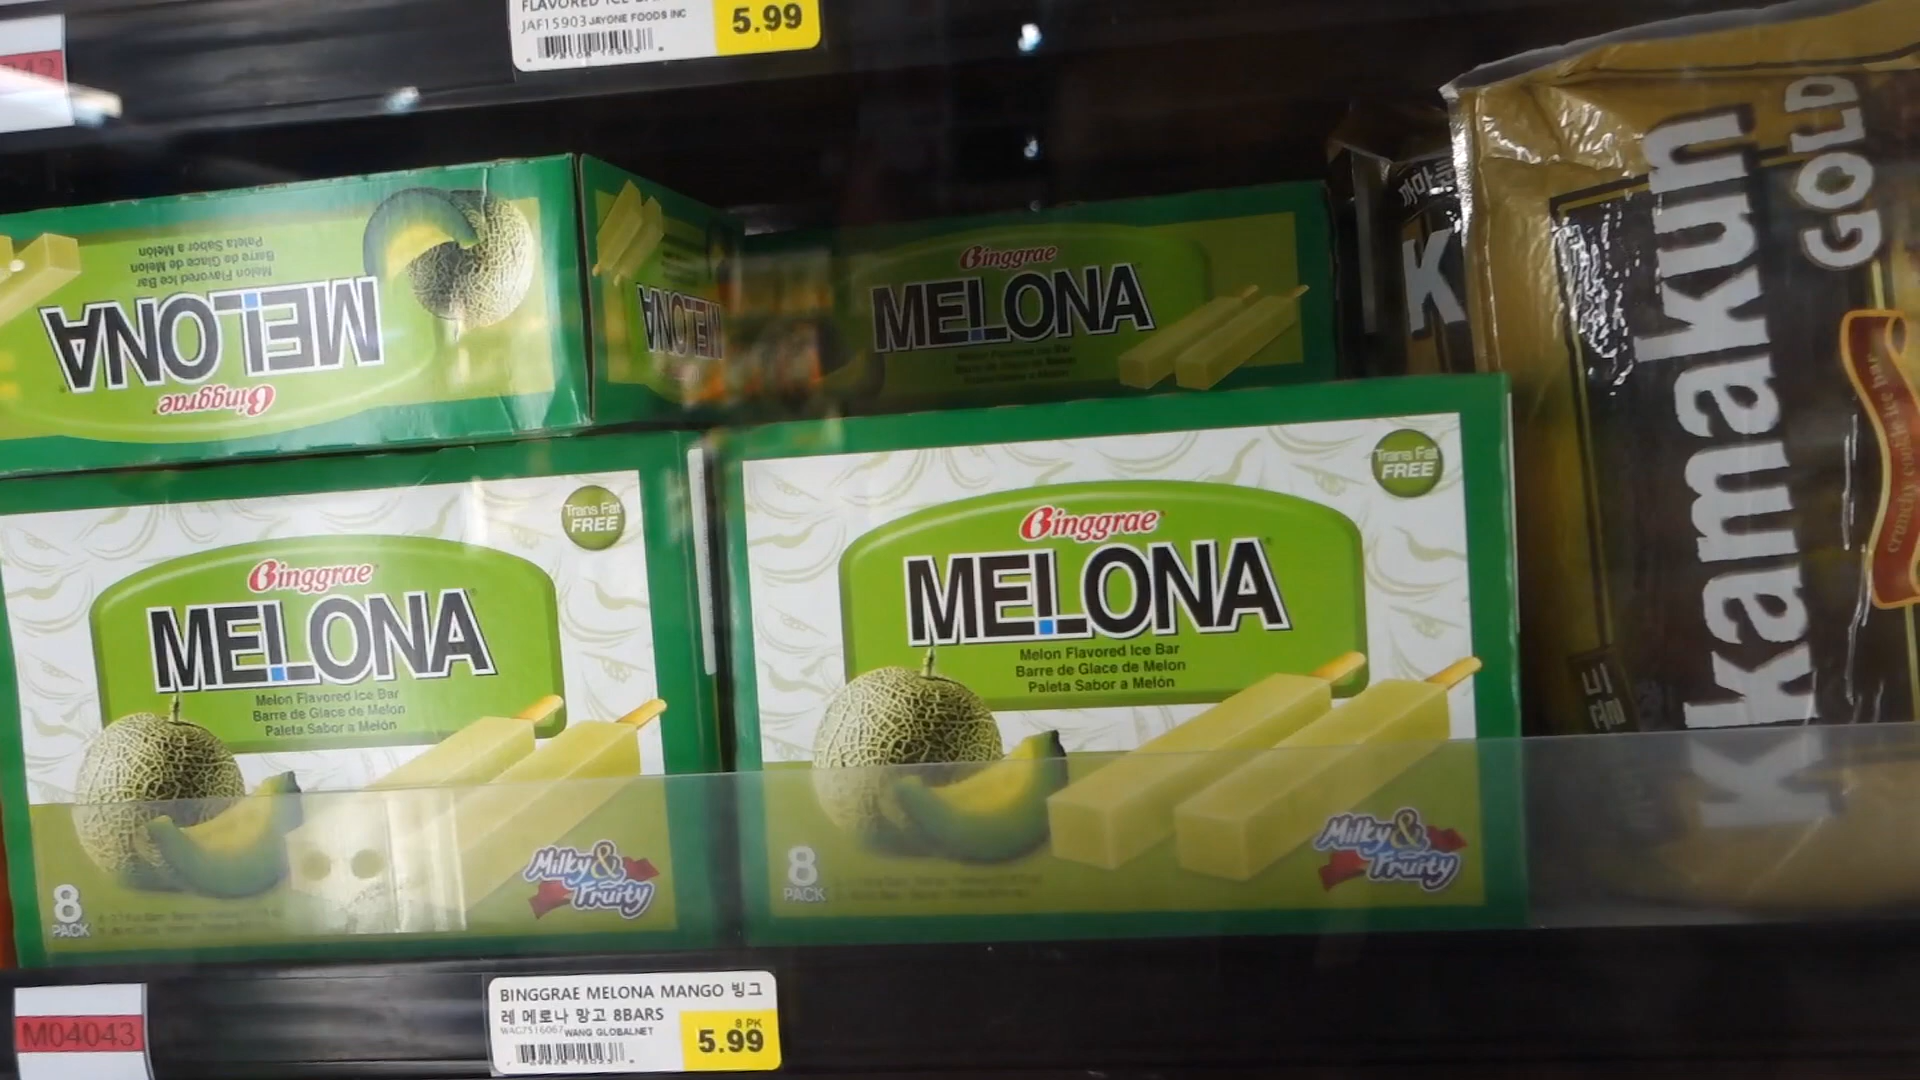 FLAVORED ICE
JAF15903 JAYONE FOODS INC
5.99
Melon Flavored Ice Bar
Barre de Glace de Melon
Paleta Sabor a Melón
MELONA
Binggrae
MELONA
Binggrae
MELONA
까마
K
Kkamakun
GOLD
crunchy cookie ice bar
Trans Fat
FREE
Binggrae
MELONA
Melon Flavored Ice Bar
Barre de Glace de Melon
Paleta Sabor a Melón
8
PACK
Milky &
Fruity
Trans Fat
FREE
Binggrae
MELONA
Melon Flavored Ice Bar
Barre de Glace de Melon
Paleta Sabor a Melón
8
PACK
Milky &
Fruity
M04043
BINGGRAE MELONA MANGO 빙그
레 메로나 망고 8BARS
WAG7516067 WANG GLOBALNET
8 PK
5.99